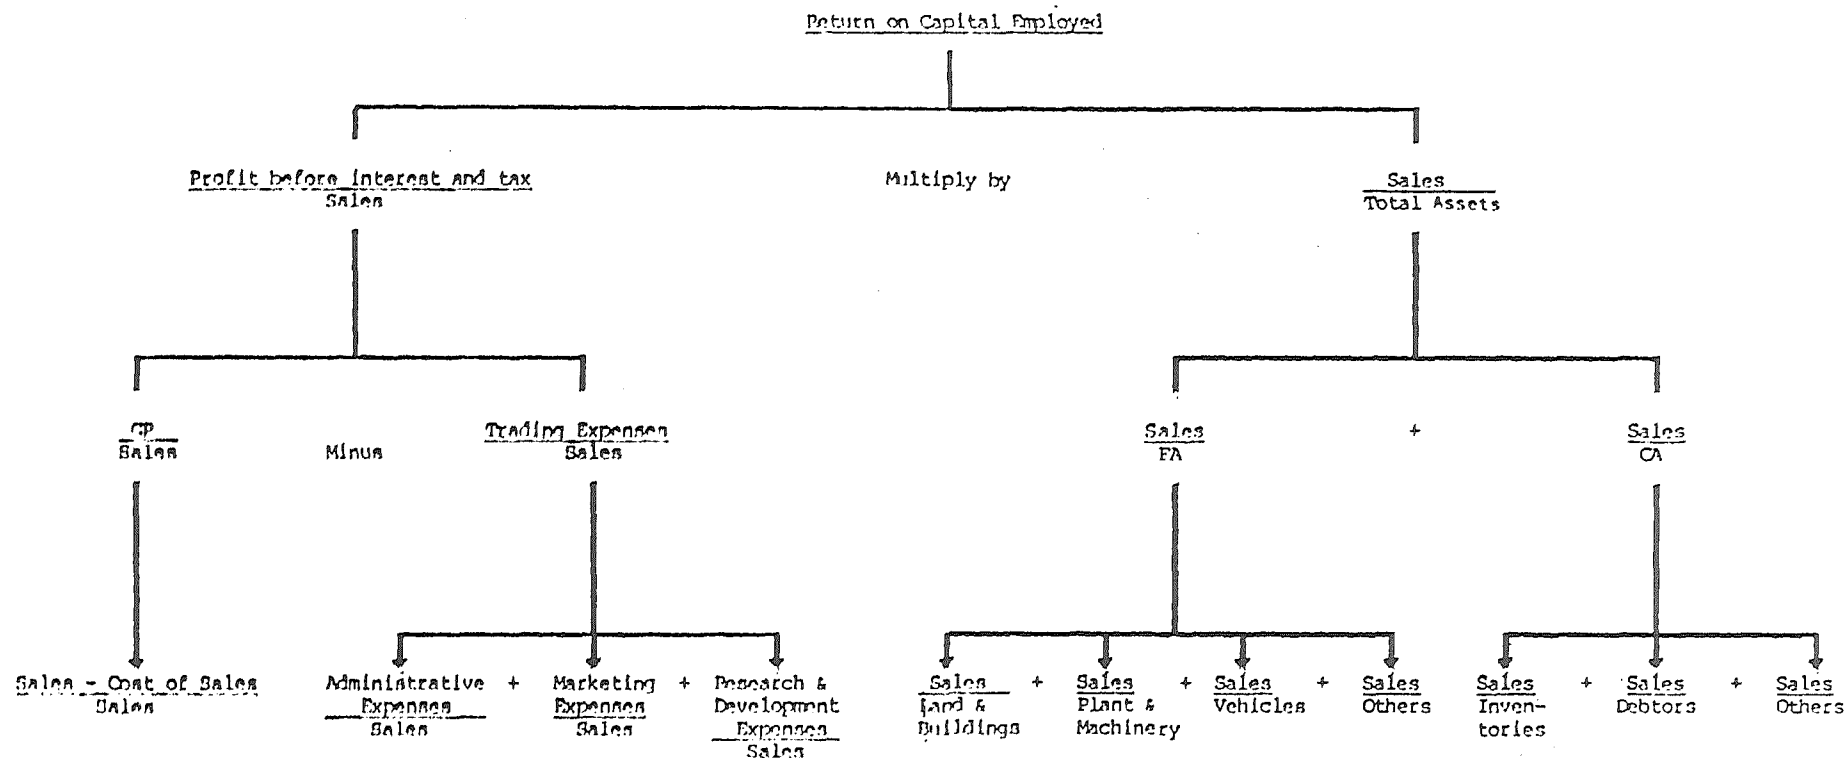 Return on Capital Employed
Profit before interest and tax
Sales
Multiply by
Sales
Total Assets
GP
Sales
Minus
Trading Expenses
Sales
Sales
FA
+
Sales
CA
Sales - Cost of Sales
Sales
Administrative
Expenses
Sales
+
Marketing
Expenses
Sales
+
Research &
Development
Expenses
Sales
Sales
Land &
Buildings
+
Sales
Plant &
Machinery
+
Sales
Vehicles
+
Sales
Others
Sales
Inven-
tories
+
Sales
Debtors
+
Sales
Others